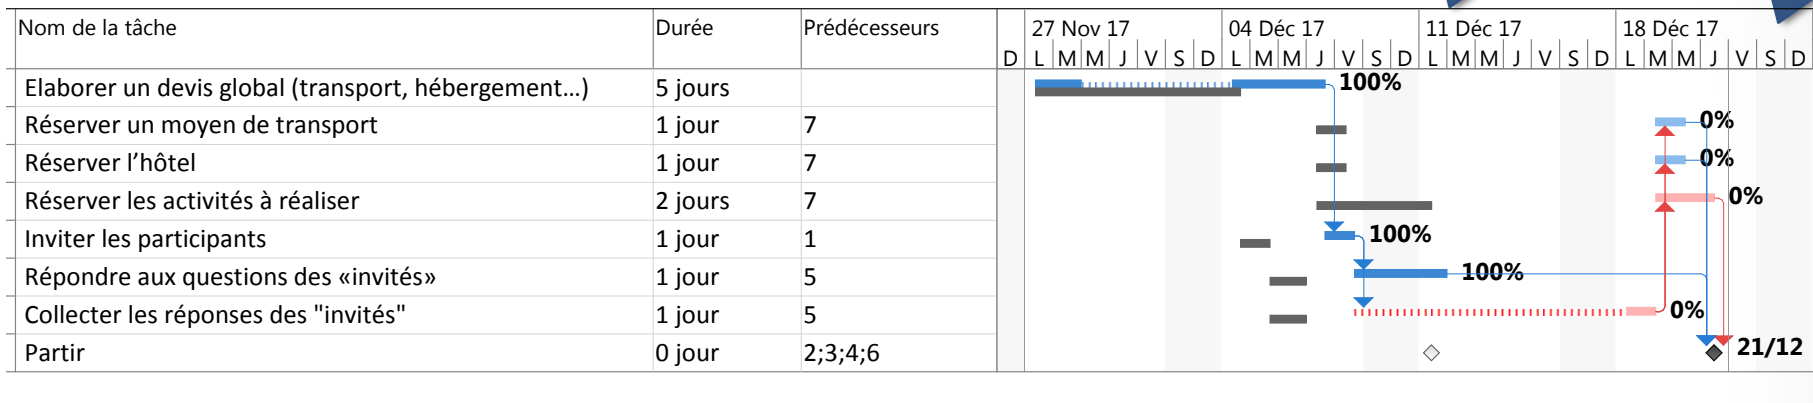 Nom de la tâche Durée Prédécesseurs 27 Nov 17 04 Déc 17 11 Déc 17 18 Déc 17
D L M M J V S D L M M J V S D L M M J V S D L M M J V S D
Elaborer un devis global (transport, hébergement…) 5 jours 100%
Réserver un moyen de transport 1 jour 7 0%
Réserver l’hôtel 1 jour 7 0%
Réserver les activités à réaliser 2 jours 7 0%
Inviter les participants 1 jour 1 100%
Répondre aux questions des «invités» 1 jour 5 100%
Collecter les réponses des "invités" 1 jour 5 0%
Partir 0 jour 2;3;4;6 21/12